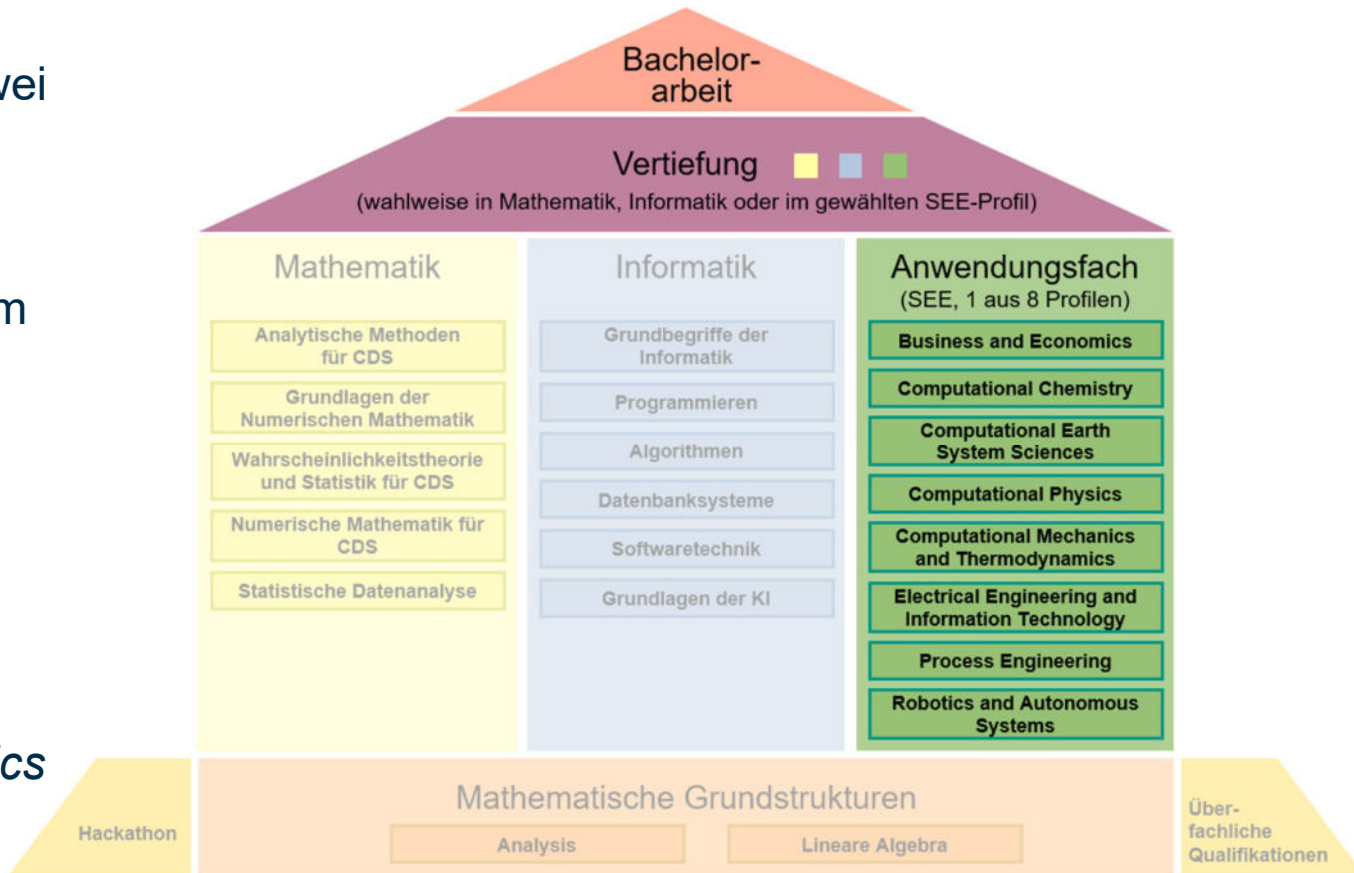 wei
m
ics
Bachelor-
arbeit
Vertiefung
(wahlweise in Mathematik, Informatik oder im gewählten SEE-Profil)
Mathematik
Analytische Methoden
für CDS
Grundlagen der
Numerischen Mathematik
Wahrscheinlichkeitstheorie
und Statistik für CDS
Numerische Mathematik für
CDS
Statistische Datenanalyse
Informatik
Grundbegriffe der
Informatik
Programmieren
Algorithmen
Datenbanksysteme
Softwaretechnik
Grundlagen der KI
Anwendungsfach
(SEE, 1 aus 8 Profilen)
Business and Economics
Computational Chemistry
Computational Earth
System Sciences
Computational Physics
Computational Mechanics
and Thermodynamics
Electrical Engineering and
Information Technology
Process Engineering
Robotics and Autonomous
Systems
Hackathon
Mathematische Grundstrukturen
Analysis
Lineare Algebra
Über-
fachliche
Qualifikationen